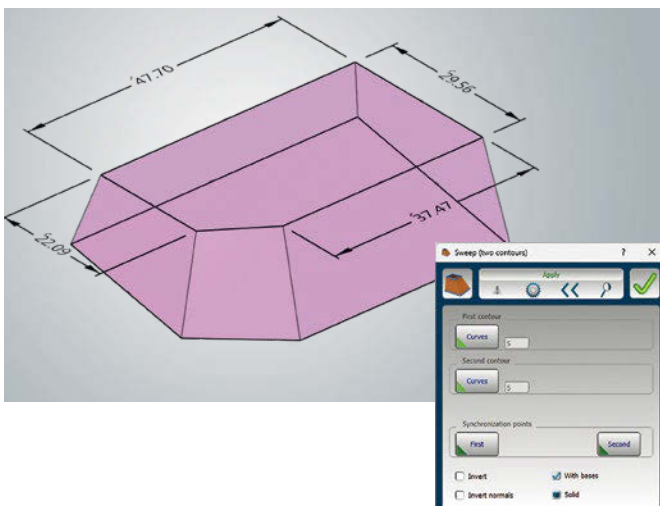 47.70
29.56
22.09
37.47
Sweep (two contours) ? ×
Apply
First contour
Curves 5
Second contour
Curves 5
Synchronization points
First Second
Invert With bases
Invert normals Solid